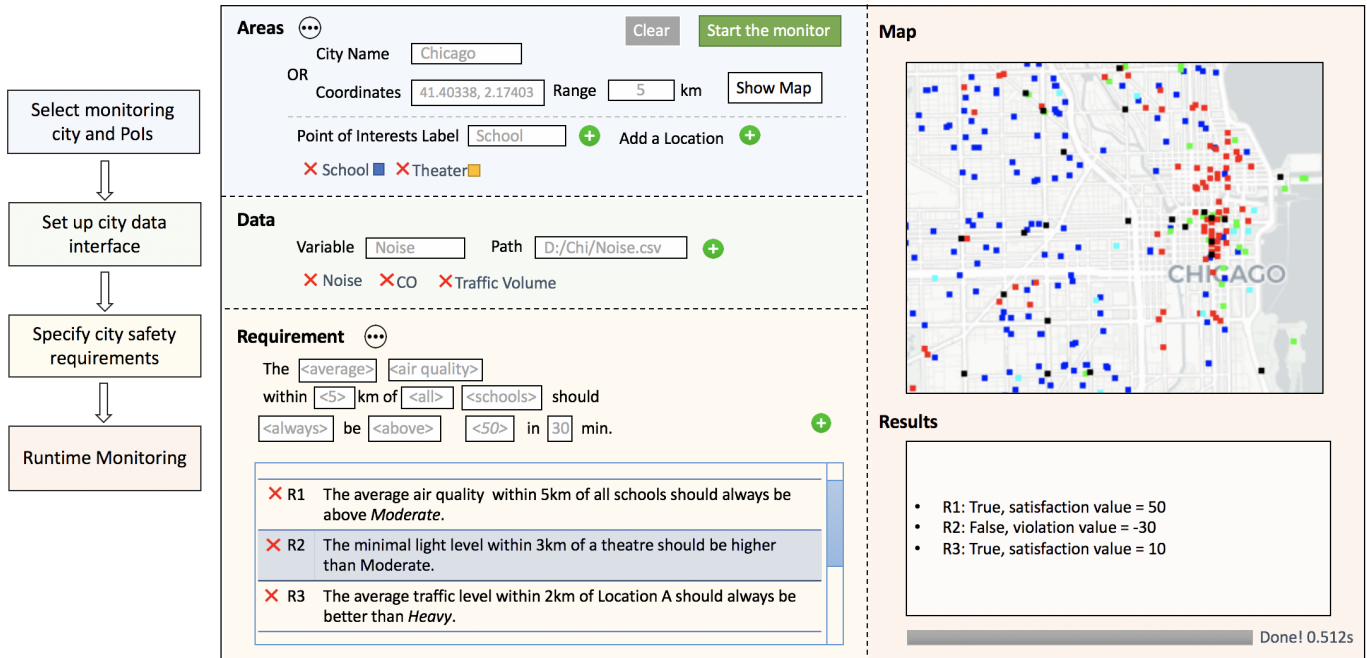 Select monitoring
city and PoIs
Set up city data
interface
Specify city safety
requirements
Runtime Monitoring
Areas
Clear
Start the monitor
City Name Chicago
OR
Coordinates 41.40338, 2.17403 Range 5 km Show Map
Point of Interests Label School Add a Location
School Theater
Data
Variable Noise Path D:/Chi/Noise.csv
Noise CO Traffic Volume
Requirement
The <average> <air quality>
within <5> km of <all> <schools> should
<always> be <above> <50> in 30 min.
R1 The average air quality within 5km of all schools should always be
above Moderate.
R2 The minimal light level within 3km of a theatre should be higher
than Moderate.
R3 The average traffic level within 2km of Location A should always be
better than Heavy.
Map
CHICAGO
Results
• R1: True, satisfaction value = 50
• R2: False, violation value = -30
• R3: True, satisfaction value = 10
Done! 0.512s